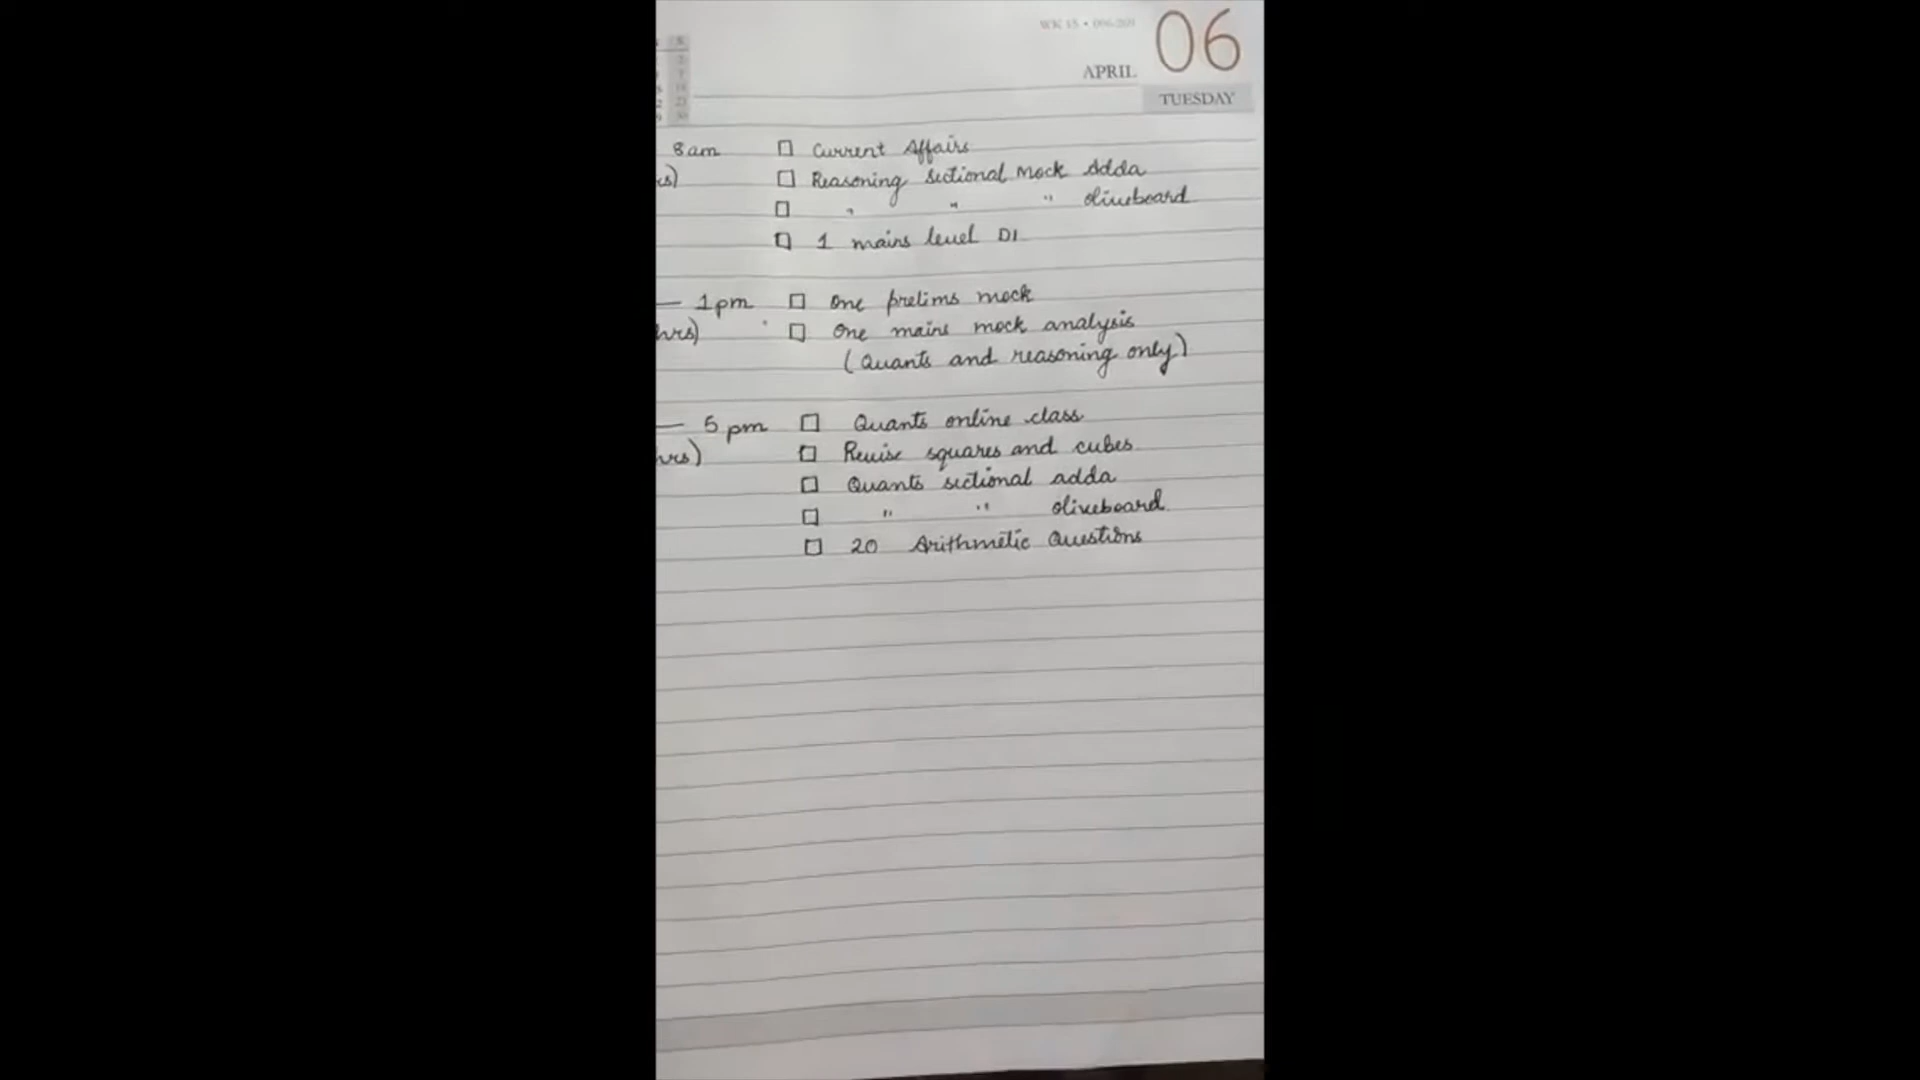 WK 15 •
06
APRIL
TUESDAY
8am □ Current Affairs
rs) □ Reasoning sectional Mock Adda
□ " " " oliveboard
□ 1 mains level DI
— 1pm □ One prelims mock
hrs) □ One mains mock analysis
(Quants and reasoning only)
— 5 pm □ Quants online class
hrs) □ Revise squares and cubes
□ Quants sectional adda
□ " " oliveboard
□ 20 Arithmetic Questions